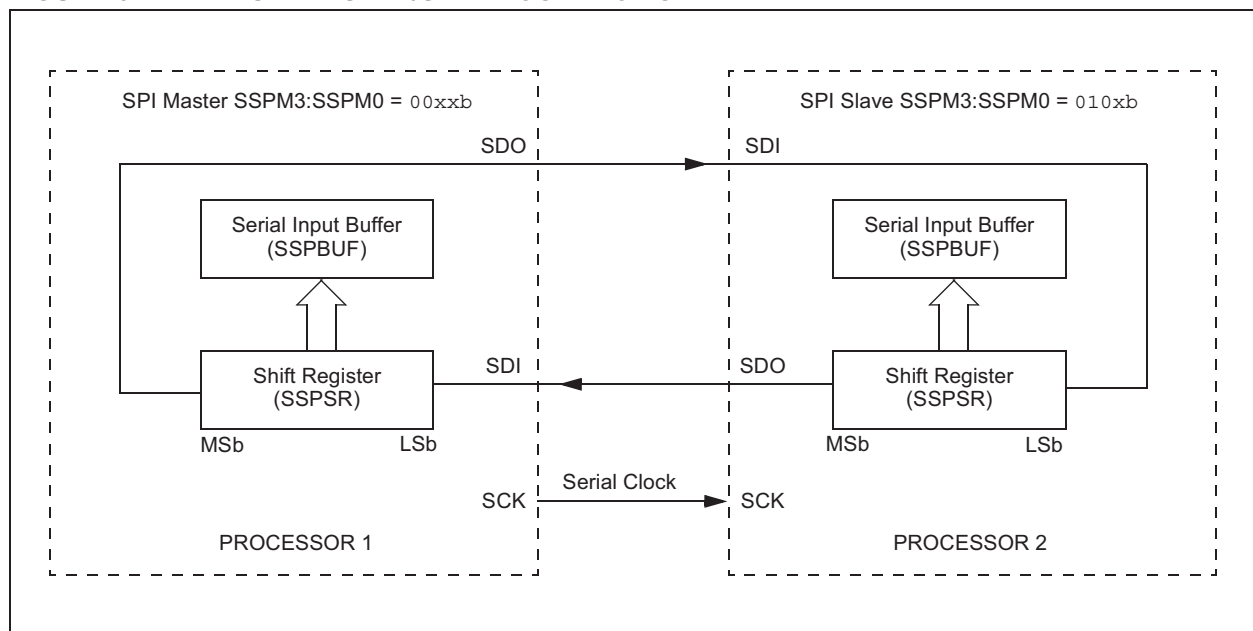 SPI Master SSPM3:SSPM0 = 00xxb
SDO
Serial Input Buffer
(SSPBUF)
Shift Register
(SSPSR)
MSb
LSb
SDI
SCK
PROCESSOR 1
Serial Clock
SPI Slave SSPM3:SSPM0 = 010xb
SDI
Serial Input Buffer
(SSPBUF)
SDO
Shift Register
(SSPSR)
MSb
LSb
SCK
PROCESSOR 2